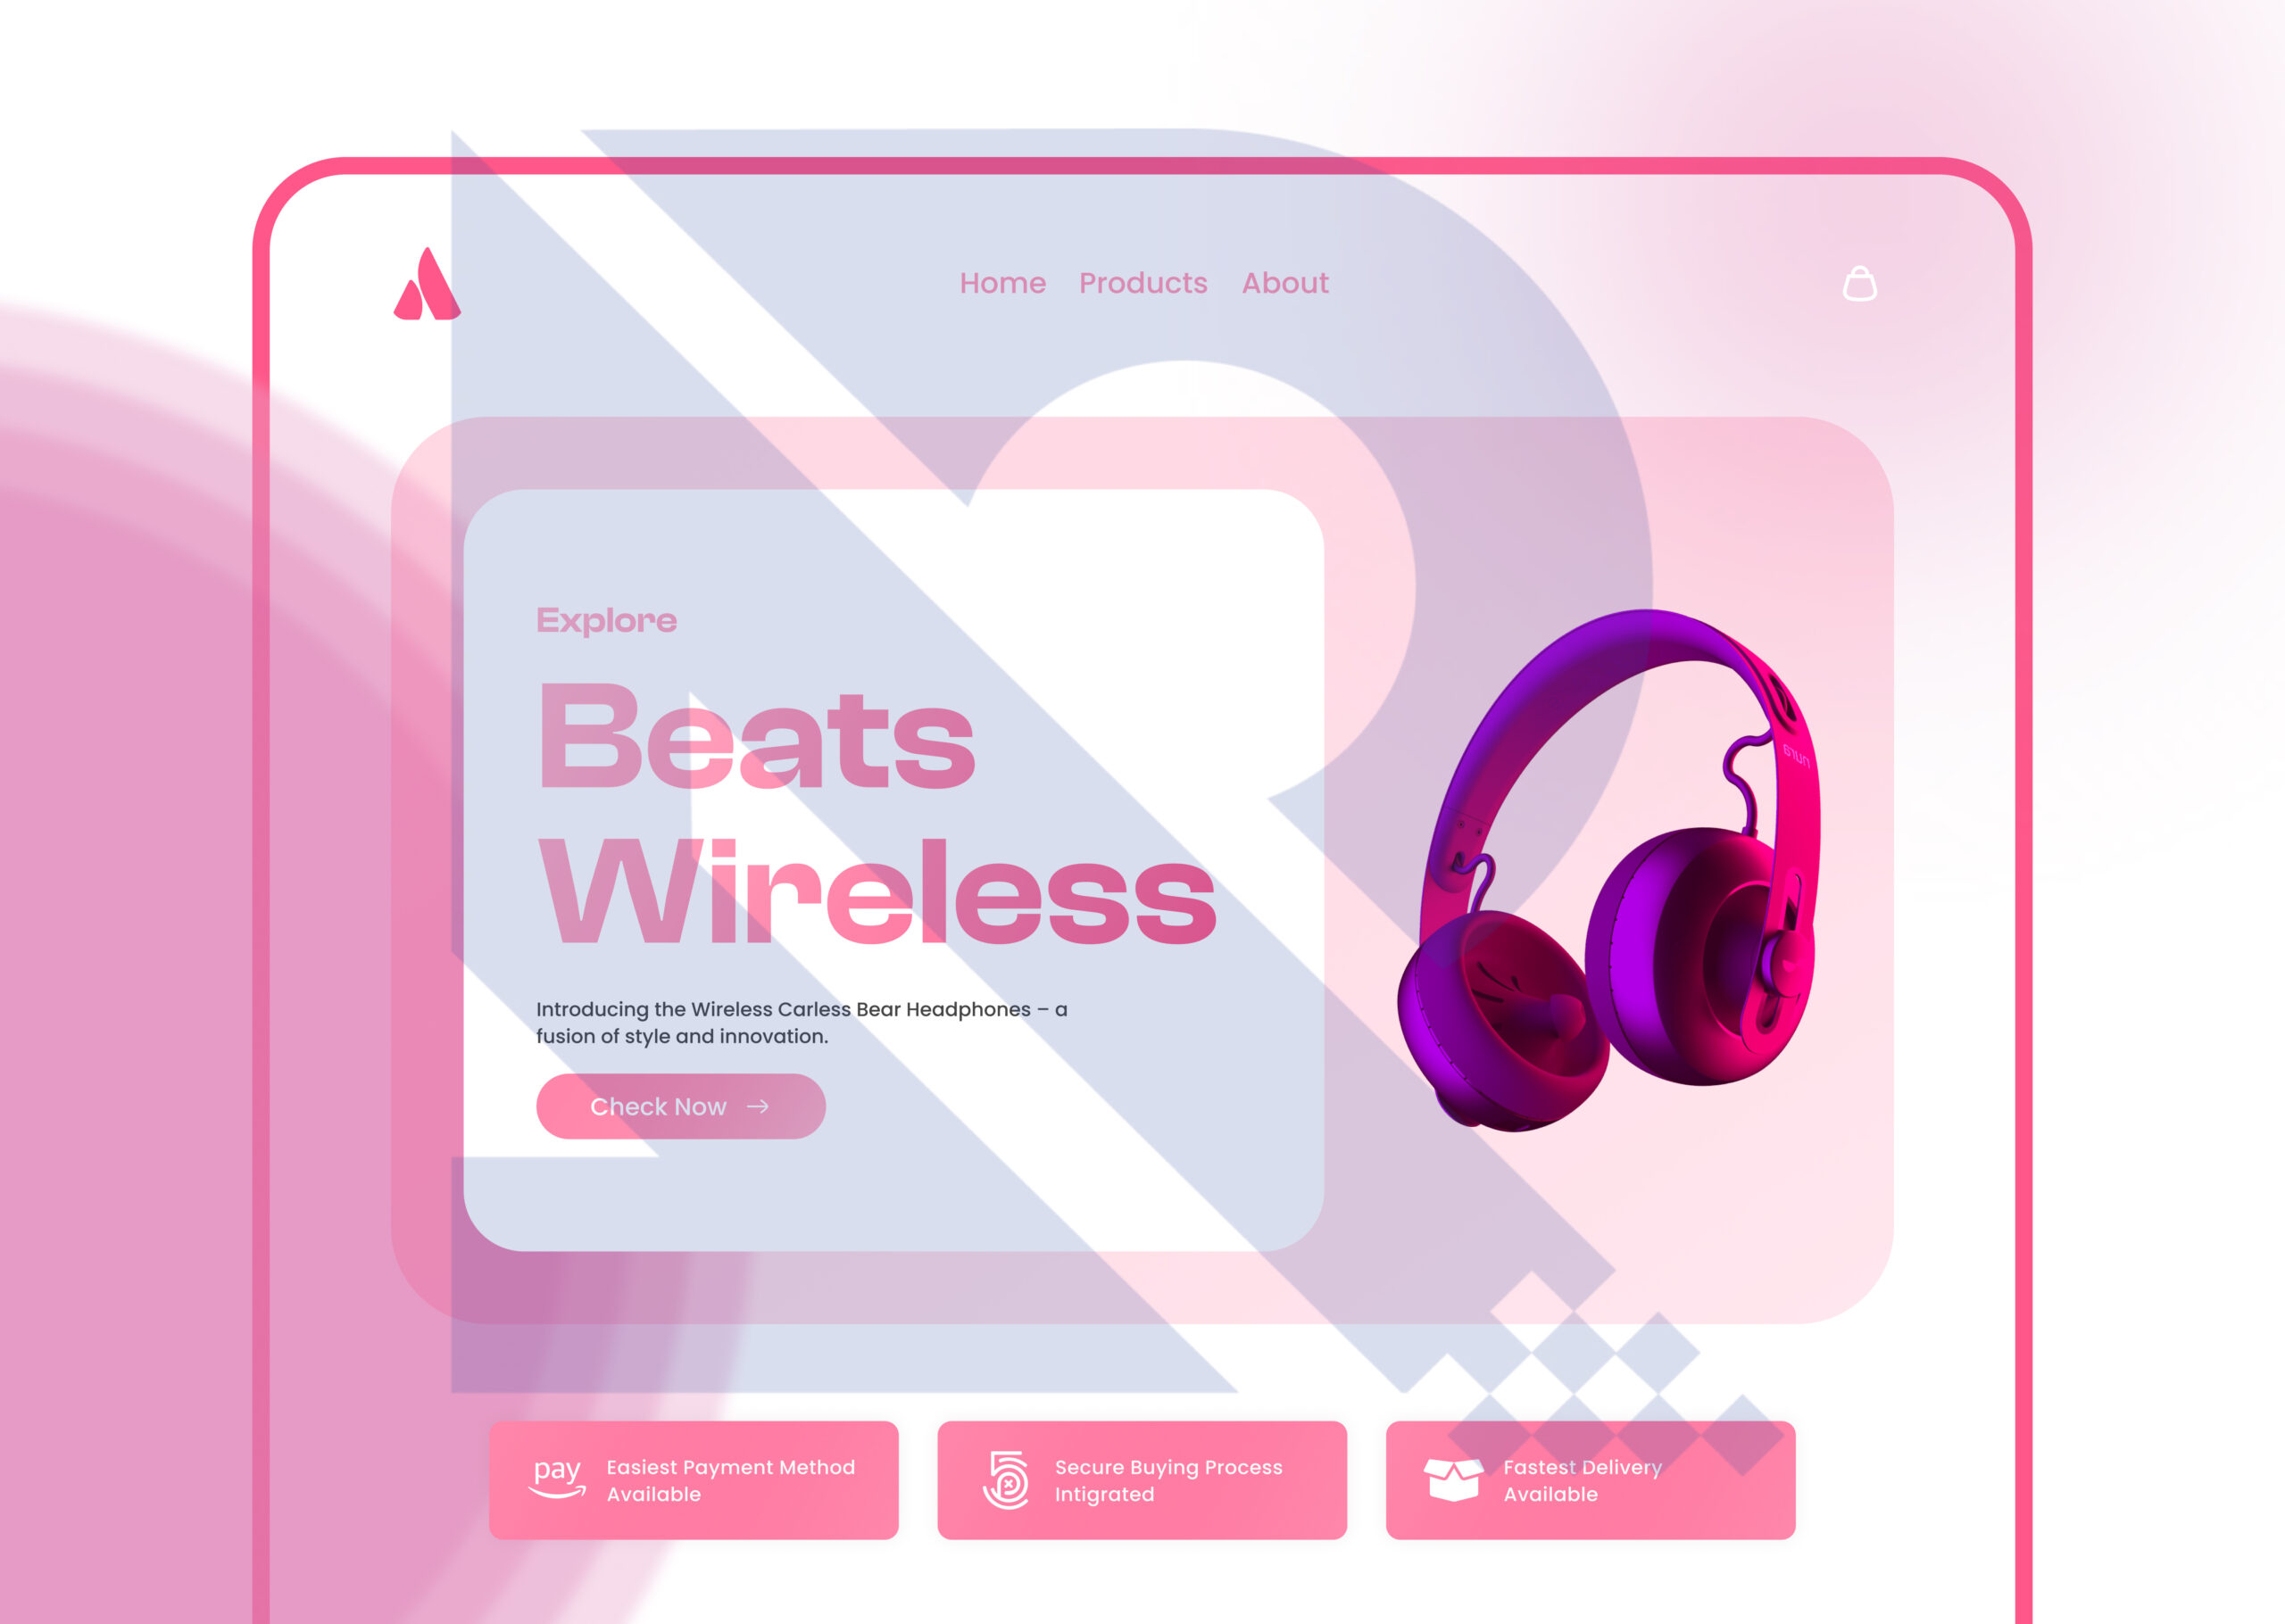 Home Products About
Explore
Beats
Wireless
Introducing the Wireless Carless Bear Headphones – a
fusion of style and innovation.
Check Now
pay
Easiest Payment Method
Available
Secure Buying Process
Intigrated
Fastest Delivery
Available